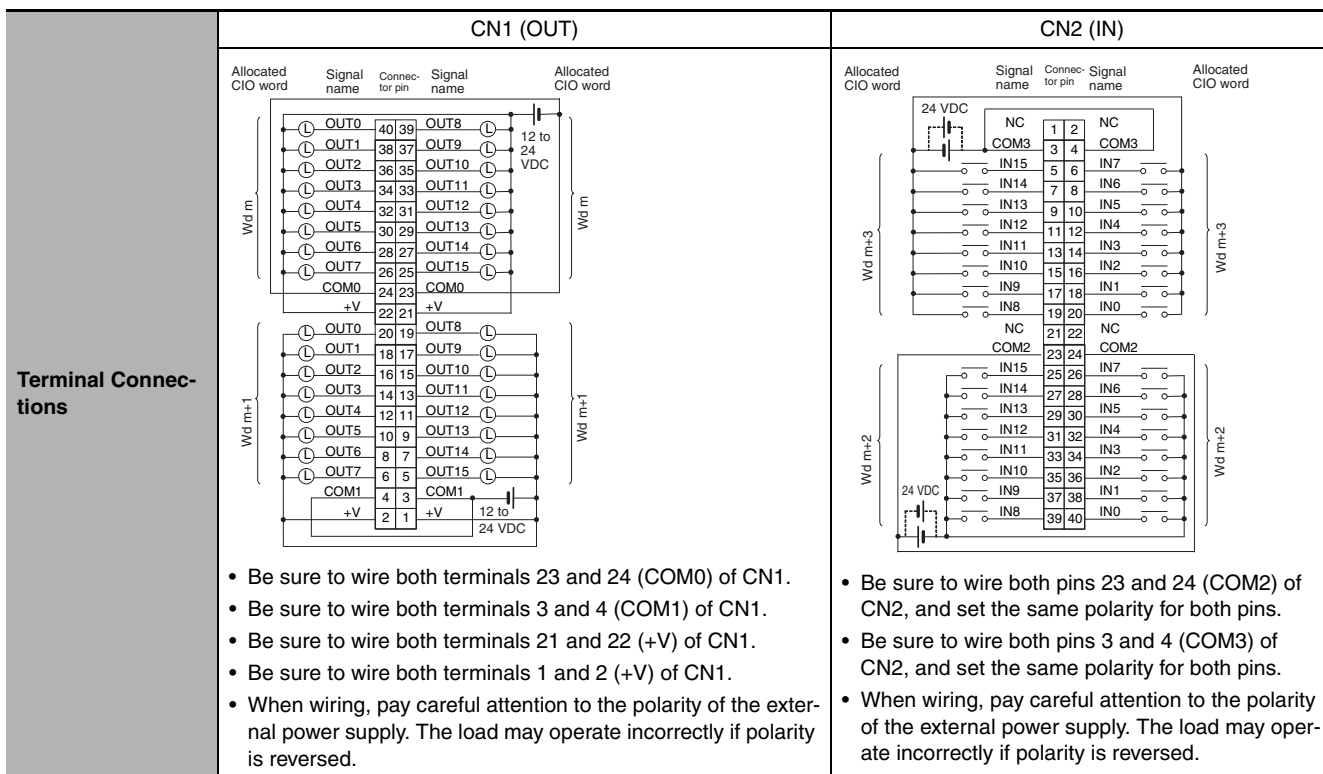 CN1 (OUT)
CN2 (IN)
Terminal Connec-
tions
Allocated Signal Connec- Signal Allocated
CIO word name tor pin name CIO word
OUT0 40 39 OUT8
OUT1 38 37 OUT9
OUT2 36 35 OUT10
OUT3 34 33 OUT11
OUT4 32 31 OUT12
OUT5 30 29 OUT13
OUT6 28 27 OUT14
OUT7 26 25 OUT15
COM0 24 23 COM0
+V 22 21 +V
12 to
24
VDC
Wd m
Wd m
L L
L L
L L
L L
L L
L L
L L
L L
OUT0 20 19 OUT8
OUT1 18 17 OUT9
OUT2 16 15 OUT10
OUT3 14 13 OUT11
OUT4 12 11 OUT12
OUT5 10 9 OUT13
OUT6 8 7 OUT14
OUT7 6 5 OUT15
COM1 4 3 COM1
+V 2 1 +V
12 to
24 VDC
Wd m+1
Wd m+1
L L
L L
L L
L L
L L
L L
L L
L L
• Be sure to wire both terminals 23 and 24 (COM0) of CN1.
• Be sure to wire both terminals 3 and 4 (COM1) of CN1.
• Be sure to wire both terminals 21 and 22 (+V) of CN1.
• Be sure to wire both terminals 1 and 2 (+V) of CN1.
• When wiring, pay careful attention to the polarity of the exter-
nal power supply. The load may operate incorrectly if polarity
is reversed.
Allocated Signal Connec- Signal Allocated
CIO word name tor pin name CIO word
24 VDC
NC 1 2 NC
COM3 3 4 COM3
IN15 5 6 IN7
IN14 7 8 IN6
IN13 9 10 IN5
IN12 11 12 IN4
IN11 13 14 IN3
IN10 15 16 IN2
IN9 17 18 IN1
IN8 19 20 IN0
Wd m+3
Wd m+3
NC 21 22 NC
COM2 23 24 COM2
IN15 25 26 IN7
IN14 27 28 IN6
IN13 29 30 IN5
IN12 31 32 IN4
IN11 33 34 IN3
IN10 35 36 IN2
IN9 37 38 IN1
IN8 39 40 IN0
24 VDC
Wd m+2
Wd m+2
• Be sure to wire both pins 23 and 24 (COM2) of
CN2, and set the same polarity for both pins.
• Be sure to wire both pins 3 and 4 (COM3) of
CN2, and set the same polarity for both pins.
• When wiring, pay careful attention to the polarity
of the external power supply. The load may oper-
ate incorrectly if polarity is reversed.